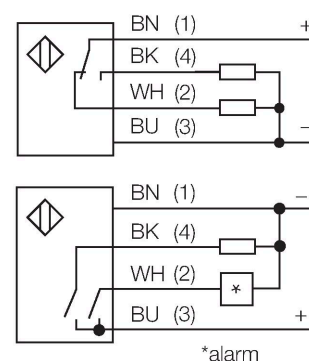 BN (1) +
BK (4)
WH (2)
BU (3) –
BN (1) –
BK (4)
WH (2)
*
BU (3) +
*alarm